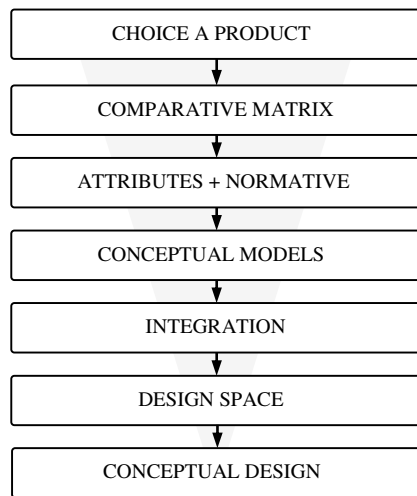 CHOICE A PRODUCT
COMPARATIVE MATRIX
ATTRIBUTES + NORMATIVE
CONCEPTUAL MODELS
INTEGRATION
DESIGN SPACE
CONCEPTUAL DESIGN